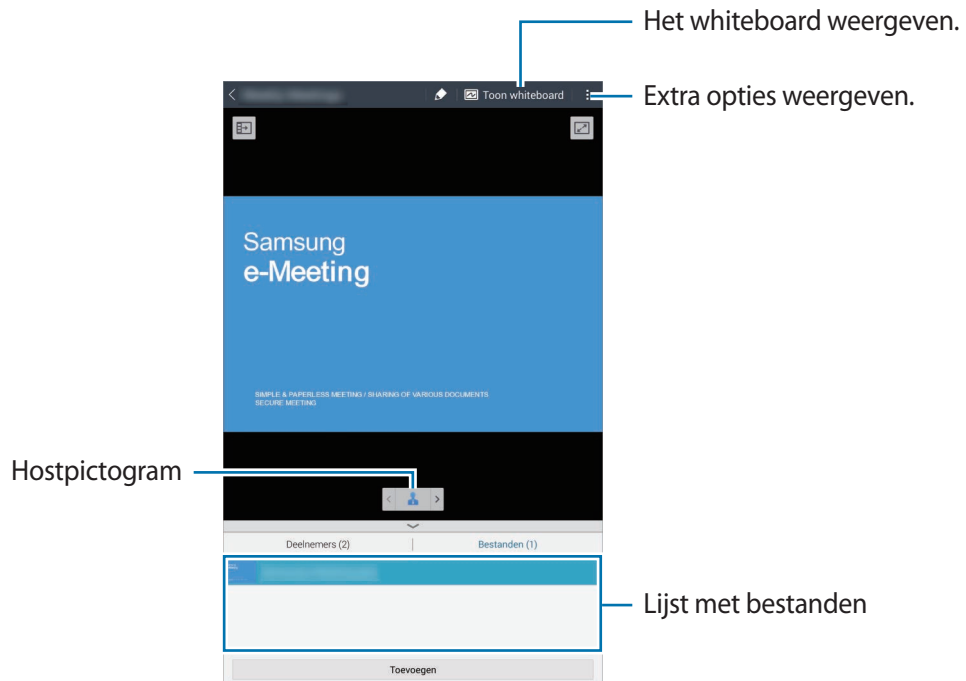 Het whiteboard weergeven.
Toon whiteboard
Extra opties weergeven.
Samsung
e-Meeting
SIMPLE & PAPERLESS MEETING / SHARING OF VARIOUS DOCUMENTS
SECURE MEETING
Hostpictogram
Deelnemers (2)
Bestanden (1)
Lijst met bestanden
Toevoegen